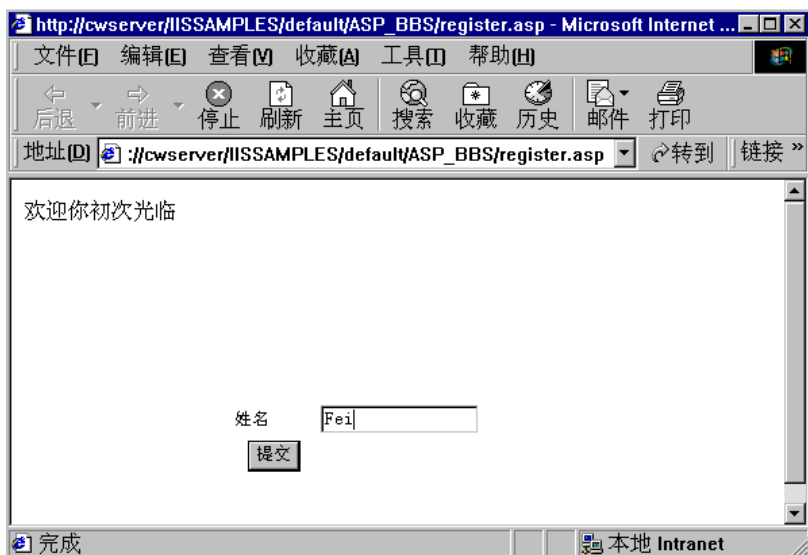 http://cwserver/IISSAMPLES/default/ASP_BBS/register.asp - Microsoft Internet ...
文件(F) 编辑(E) 查看(V) 收藏(A) 工具(T) 帮助(H)
后退 前进 停止 刷新 主页 搜索 收藏 历史 邮件 打印
地址(D) ://cwserver/IISSAMPLES/default/ASP_BBS/register.asp 转到 链接 »
欢迎你初次光临
姓名 Fei
提交
完成 本地 Intranet